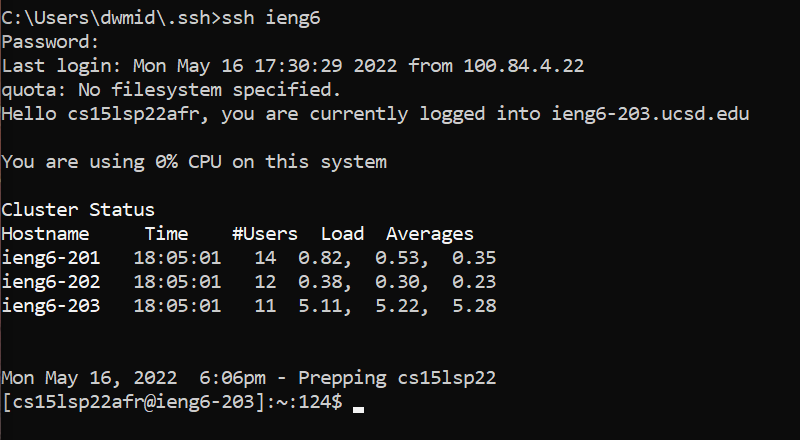 C:\Users\dwmid\.ssh>ssh ieng6
Password:
Last login: Mon May 16 17:30:29 2022 from 100.84.4.22
quota: No filesystem specified.
Hello cs15lsp22afr, you are currently logged into ieng6-203.ucsd.edu
You are using 0% CPU on this system
Cluster Status
Hostname     Time    #Users  Load  Averages
ieng6-201   18:05:01   14  0.82,  0.53,  0.35
ieng6-202   18:05:01   12  0.38,  0.30,  0.23
ieng6-203   18:05:01   11  5.11,  5.22,  5.28
Mon May 16, 2022  6:06pm - Prepping cs15lsp22
[cs15lsp22afr@ieng6-203]:~:124$